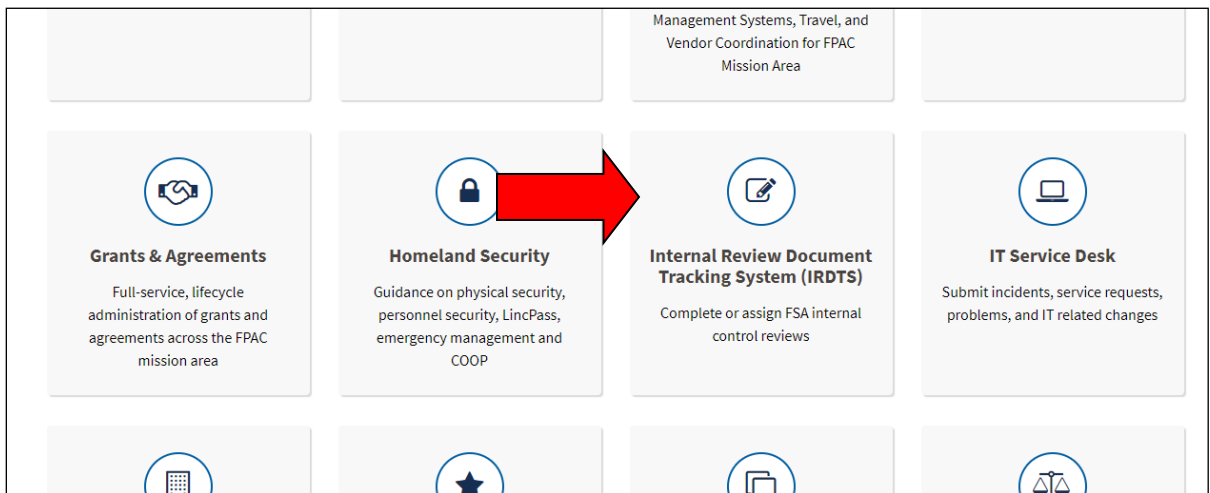 Management Systems, Travel, and
Vendor Coordination for FPAC
Mission Area
Grants & Agreements
Full-service, lifecycle
administration of grants and
agreements across the FPAC
mission area
Homeland Security
Guidance on physical security,
personnel security, LincPass,
emergency management and
COOP
Internal Review Document
Tracking System (IRDTS)
Complete or assign FSA internal
control reviews
IT Service Desk
Submit incidents, service requests,
problems, and IT related changes